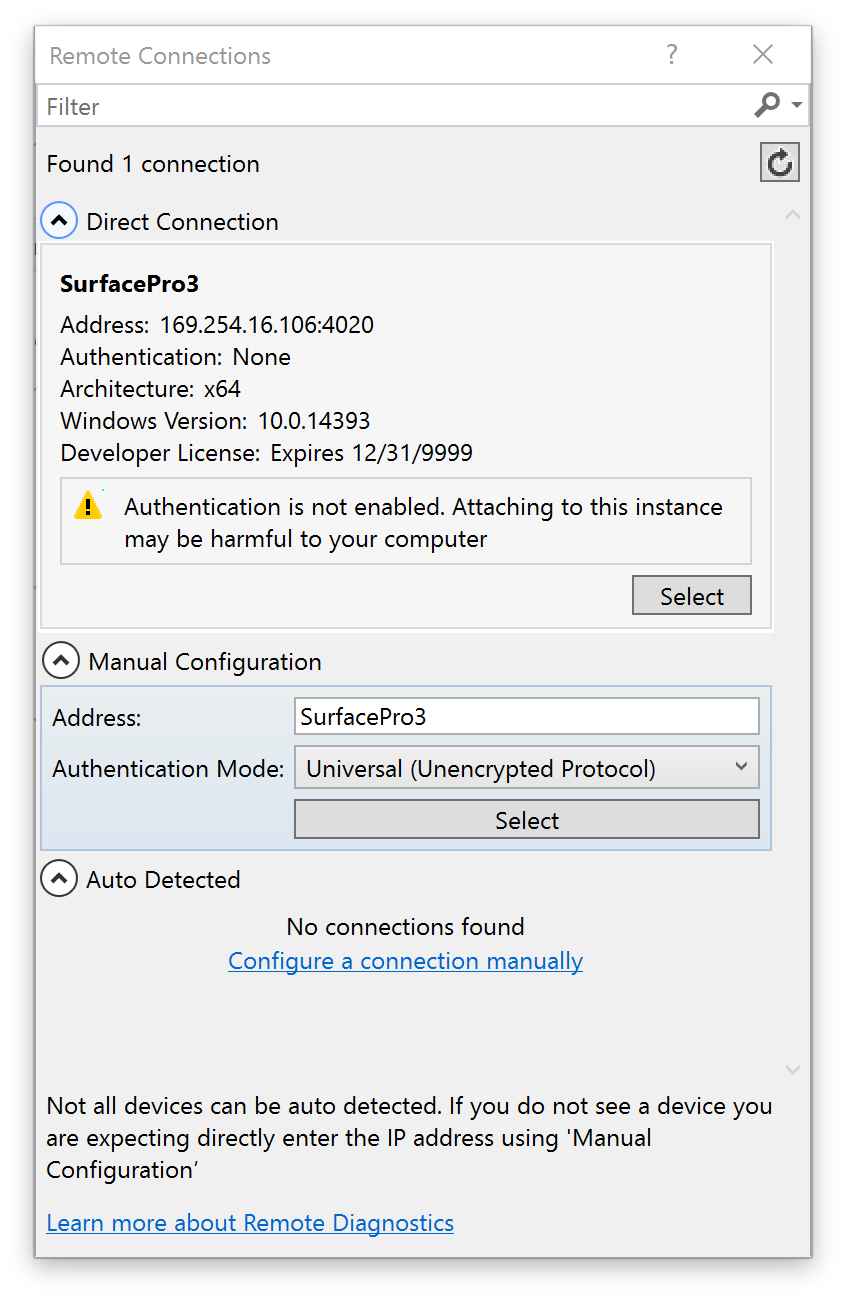 Remote Connections ?
Filter
Found 1 connection
Direct Connection
SurfacePro3
Address: 169.254.16.106:4020
Authentication: None
Architecture: x64
Windows Version: 10.0.14393
Developer License: Expires 12/31/9999
Authentication is not enabled. Attaching to this instance
may be harmful to your computer
Select
Manual Configuration
Address: SurfacePro3
Authentication Mode: Universal (Unencrypted Protocol)
Select
Auto Detected
No connections found
Configure a connection manually
Not all devices can be auto detected. If you do not see a device you
are expecting directly enter the IP address using 'Manual
Configuration’
Learn more about Remote Diagnostics